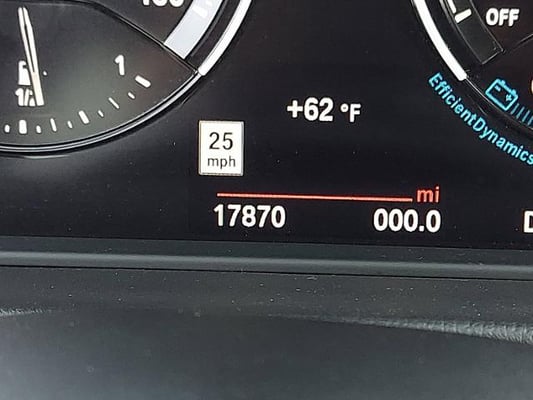 OFF
1
1/2
+62 °F
EfficientDynamics
25
mph
mi
17870 000.0